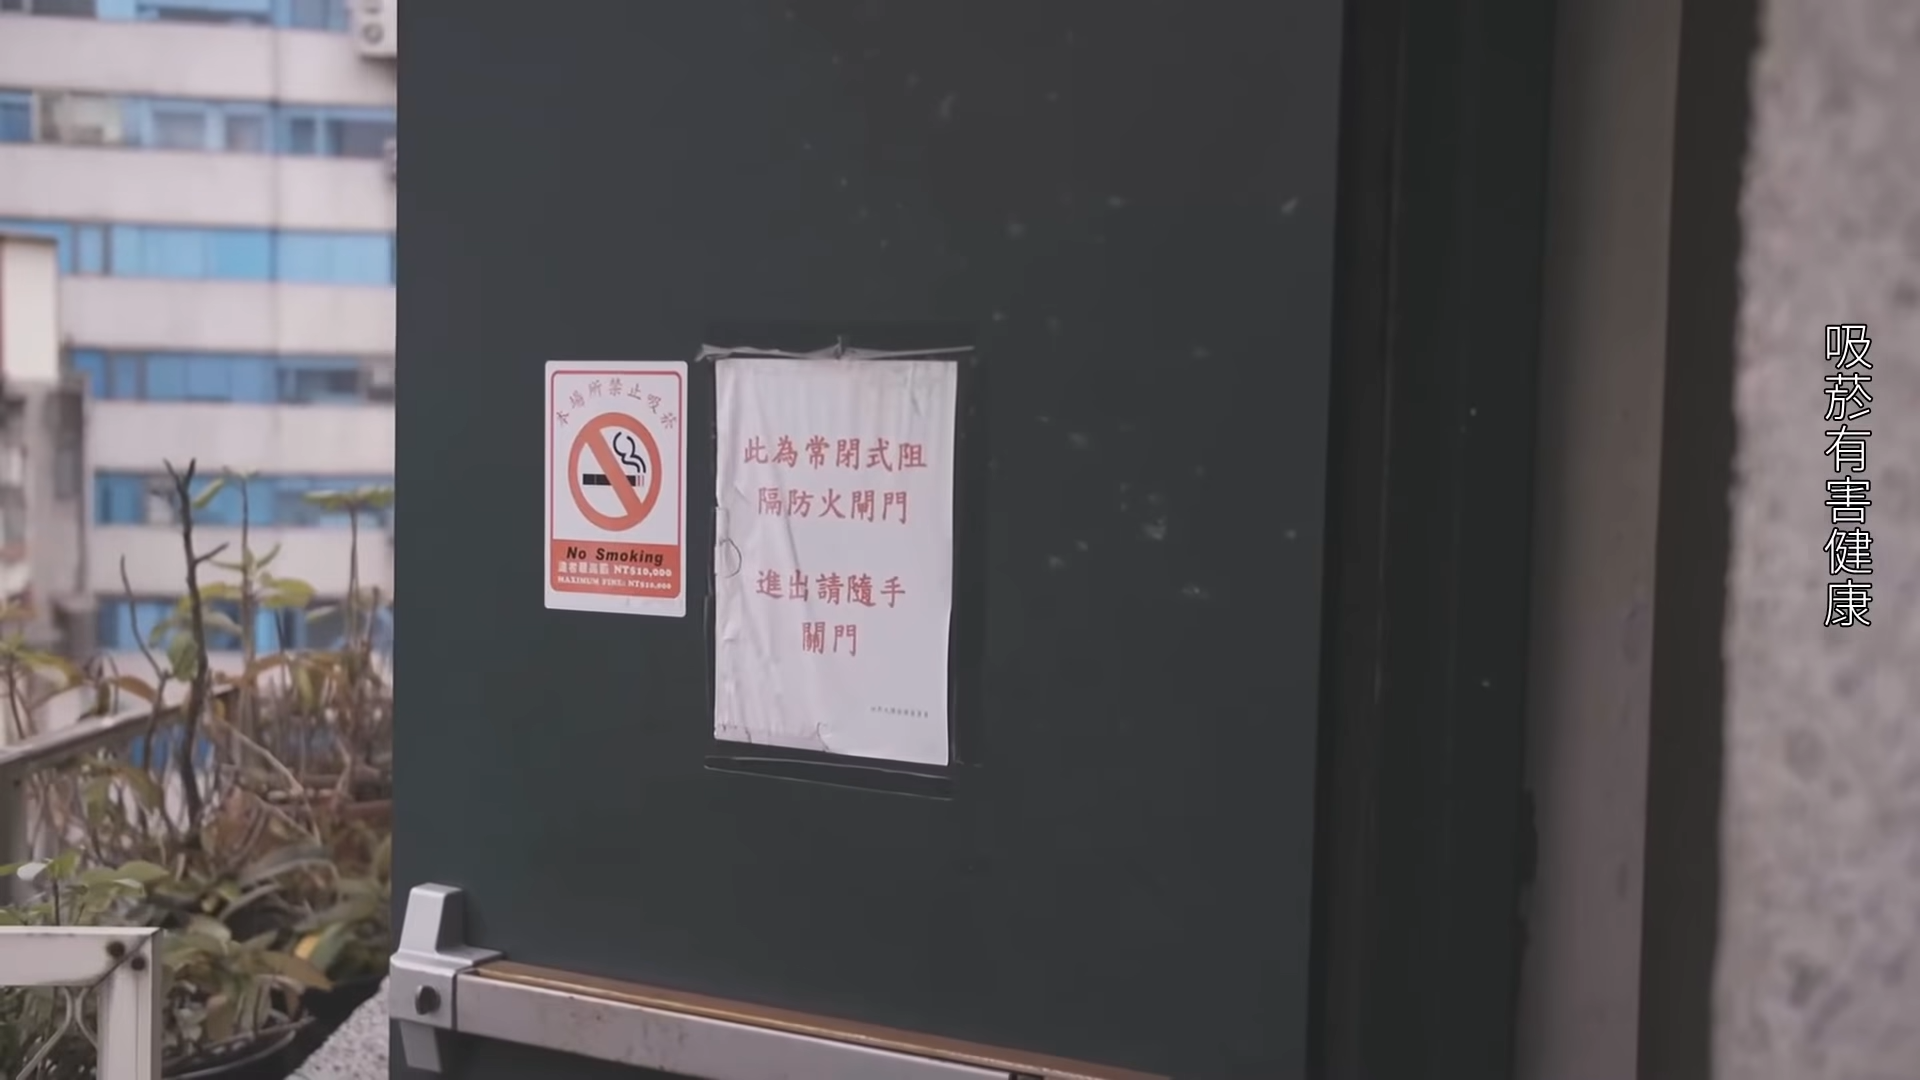 本場所禁止吸菸
No Smoking
違者最高罰 NT$10,000
MAXIMUM FINE: NT$10,000
此為常閉式阻
隔防火閘門
進出請隨手
關門
吸菸有害健康